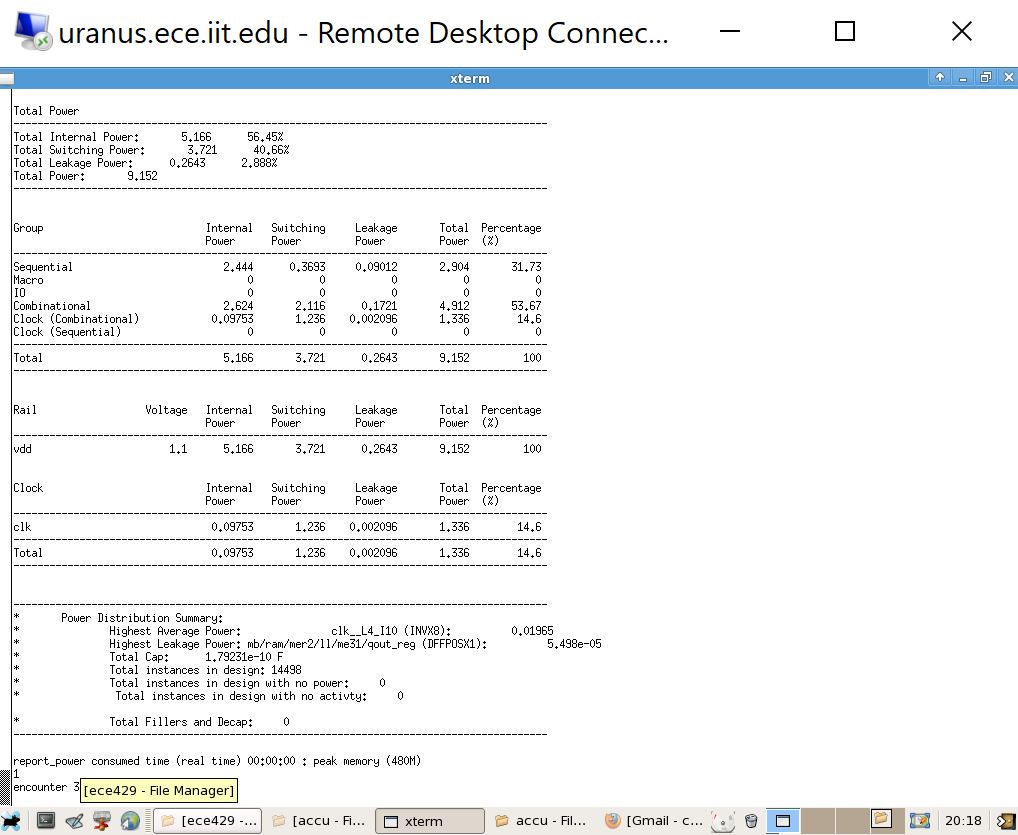 uranus.ece.iit.edu - Remote Desktop Connec...
xterm
Total Power
Total Internal Power: 5.166 56.45%
Total Switching Power: 3.721 40.66%
Total Leakage Power: 0.2643 2.888%
Total Power: 9.152
Group Internal Switching Leakage Total Percentage
Power Power Power Power (%)
Sequential 2.444 0.3693 0.09012 2.904 31.73
Macro 0 0 0 0 0
IO 0 0 0 0 0
Combinational 2.624 2.116 0.1721 4.912 53.67
Clock (Combinational) 0.09753 1.236 0.002096 1.336 14.6
Clock (Sequential) 0 0 0 0 0
Total 5.166 3.721 0.2643 9.152 100
Rail Voltage Internal Switching Leakage Total Percentage
Power Power Power Power (%)
vdd 1.1 5.166 3.721 0.2643 9.152 100
Clock Internal Switching Leakage Total Percentage
Power Power Power Power (%)
clk 0.09753 1.236 0.002096 1.336 14.6
Total 0.09753 1.236 0.002096 1.336 14.6
* Power Distribution Summary:
* Highest Average Power: clk__L4_I10 (INVX8): 0.01965
* Highest Leakage Power: mb/ram/mer2/ll/me31/qout_reg (DFFPOSX1): 5.498e-05
* Total Cap: 1.79231e-10 F
* Total instances in design: 14498
* Total instances in design with no power: 0
* Total instances in design with no activty: 0
* Total Fillers and Decap: 0
report_power consumed time (real time) 00:00:00 : peak memory (480M)
1
encounter 3
[ece429 - File Manager]
[ece429 -... [accu - Fi... xterm accu - Fil... [Gmail - c... 20:18